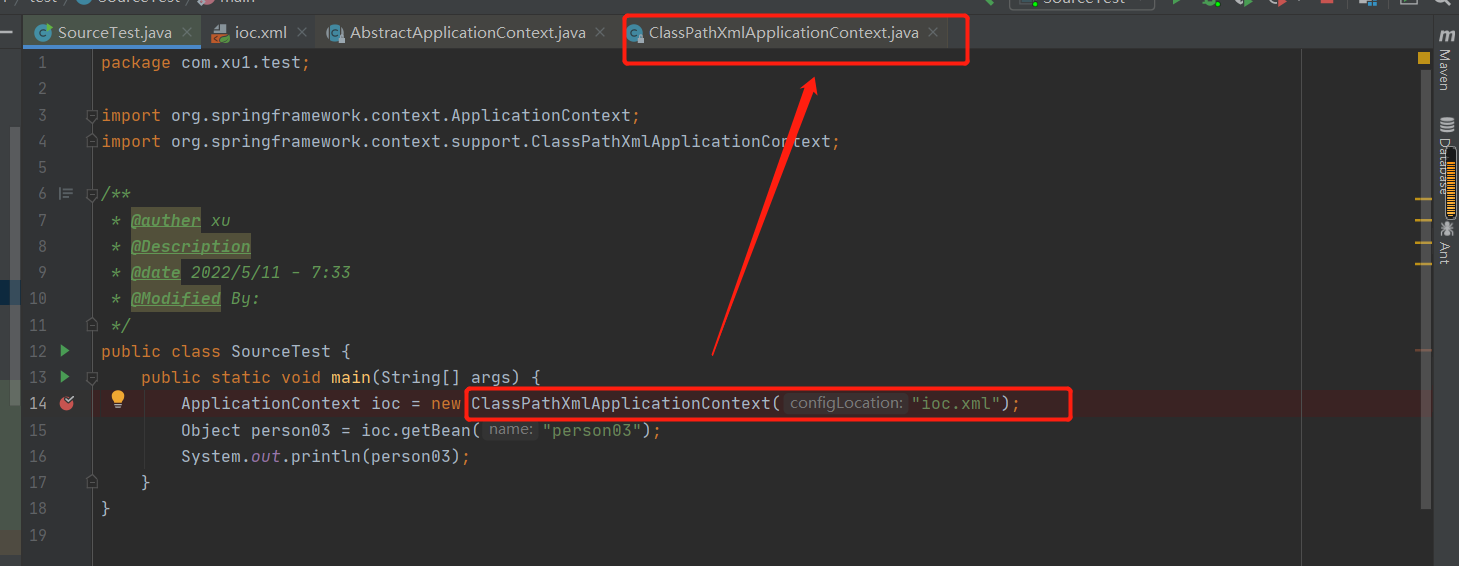 test SourceTest main SourceTest
SourceTest.java ioc.xml AbstractApplicationContext.java ClassPathXmlApplicationContext.java
1 package com.xu1.test;
2
3 import org.springframework.context.ApplicationContext;
4 import org.springframework.context.support.ClassPathXmlApplicationContext;
5
6 /**
7 * @auther xu
8 * @Description
9 * @date 2022/5/11 - 7:33
10 * @Modified By:
11 */
12 public class SourceTest {
13 public static void main(String[] args) {
14 ApplicationContext ioc = new ClassPathXmlApplicationContext( configLocation: "ioc.xml");
15 Object person03 = ioc.getBean( name: "person03");
16 System.out.println(person03);
17 }
18 }
19
Maven
Database
Ant